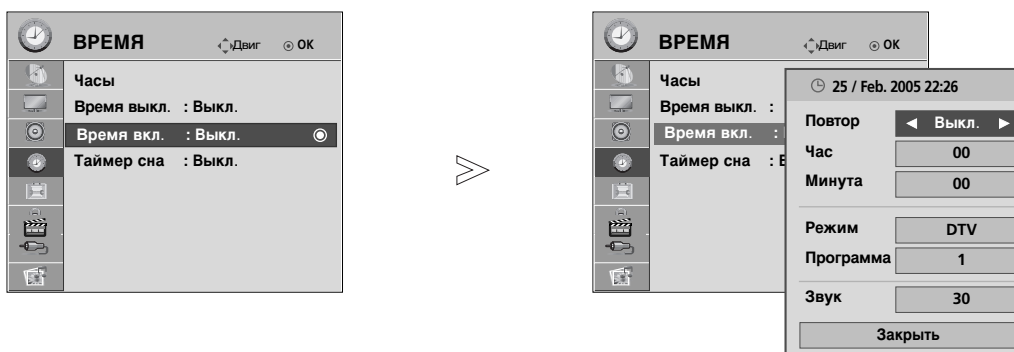 ВРЕМЯ Двиг ОК
Часы
Время выкл. : Выкл.
Время вкл. : Выкл.
Таймер сна : Выкл.
ВРЕМЯ Двиг ОК
Часы
Время выкл. :
Время вкл. :
Таймер сна :
25 / Feb. 2005 22:26
Повтор ◄ Выкл. ►
Час 00
Минута 00
Режим DTV
Программа 1
Звук 30
Закрыть